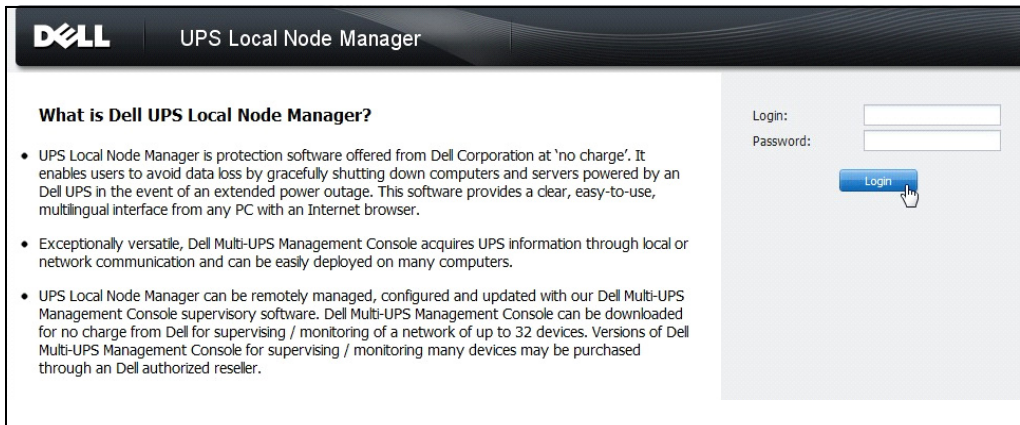 DELL
UPS Local Node Manager
What is Dell UPS Local Node Manager?
• UPS Local Node Manager is protection software offered from Dell Corporation at ‘no charge’. It
enables users to avoid data loss by gracefully shutting down computers and servers powered by an
Dell UPS in the event of an extended power outage. This software provides a clear, easy-to-use,
multilingual interface from any PC with an Internet browser.
• Exceptionally versatile, Dell Multi-UPS Management Console acquires UPS information through local or
network communication and can be easily deployed on many computers.
• UPS Local Node Manager can be remotely managed, configured and updated with our Dell Multi-UPS
Management Console supervisory software. Dell Multi-UPS Management Console can be downloaded
for no charge from Dell for supervising / monitoring of a network of up to 32 devices. Versions of Dell
Multi-UPS Management Console for supervising / monitoring many devices may be purchased
through an Dell authorized reseller.
Login:
Password:
Login